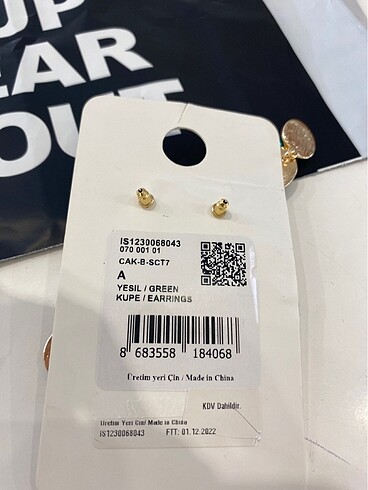 UP
EAR
OUT
IS1230068043
070 001 01
CAK-B-SCT7
A
YESIL / GREEN
KUPE / EARRINGS
8 683558 184068
Üretim yeri Çin / Made in China
KDV Dahildir.
Üretim Yeri Çin/ Made in China
IS1230068043 FTT: 01.12.2022